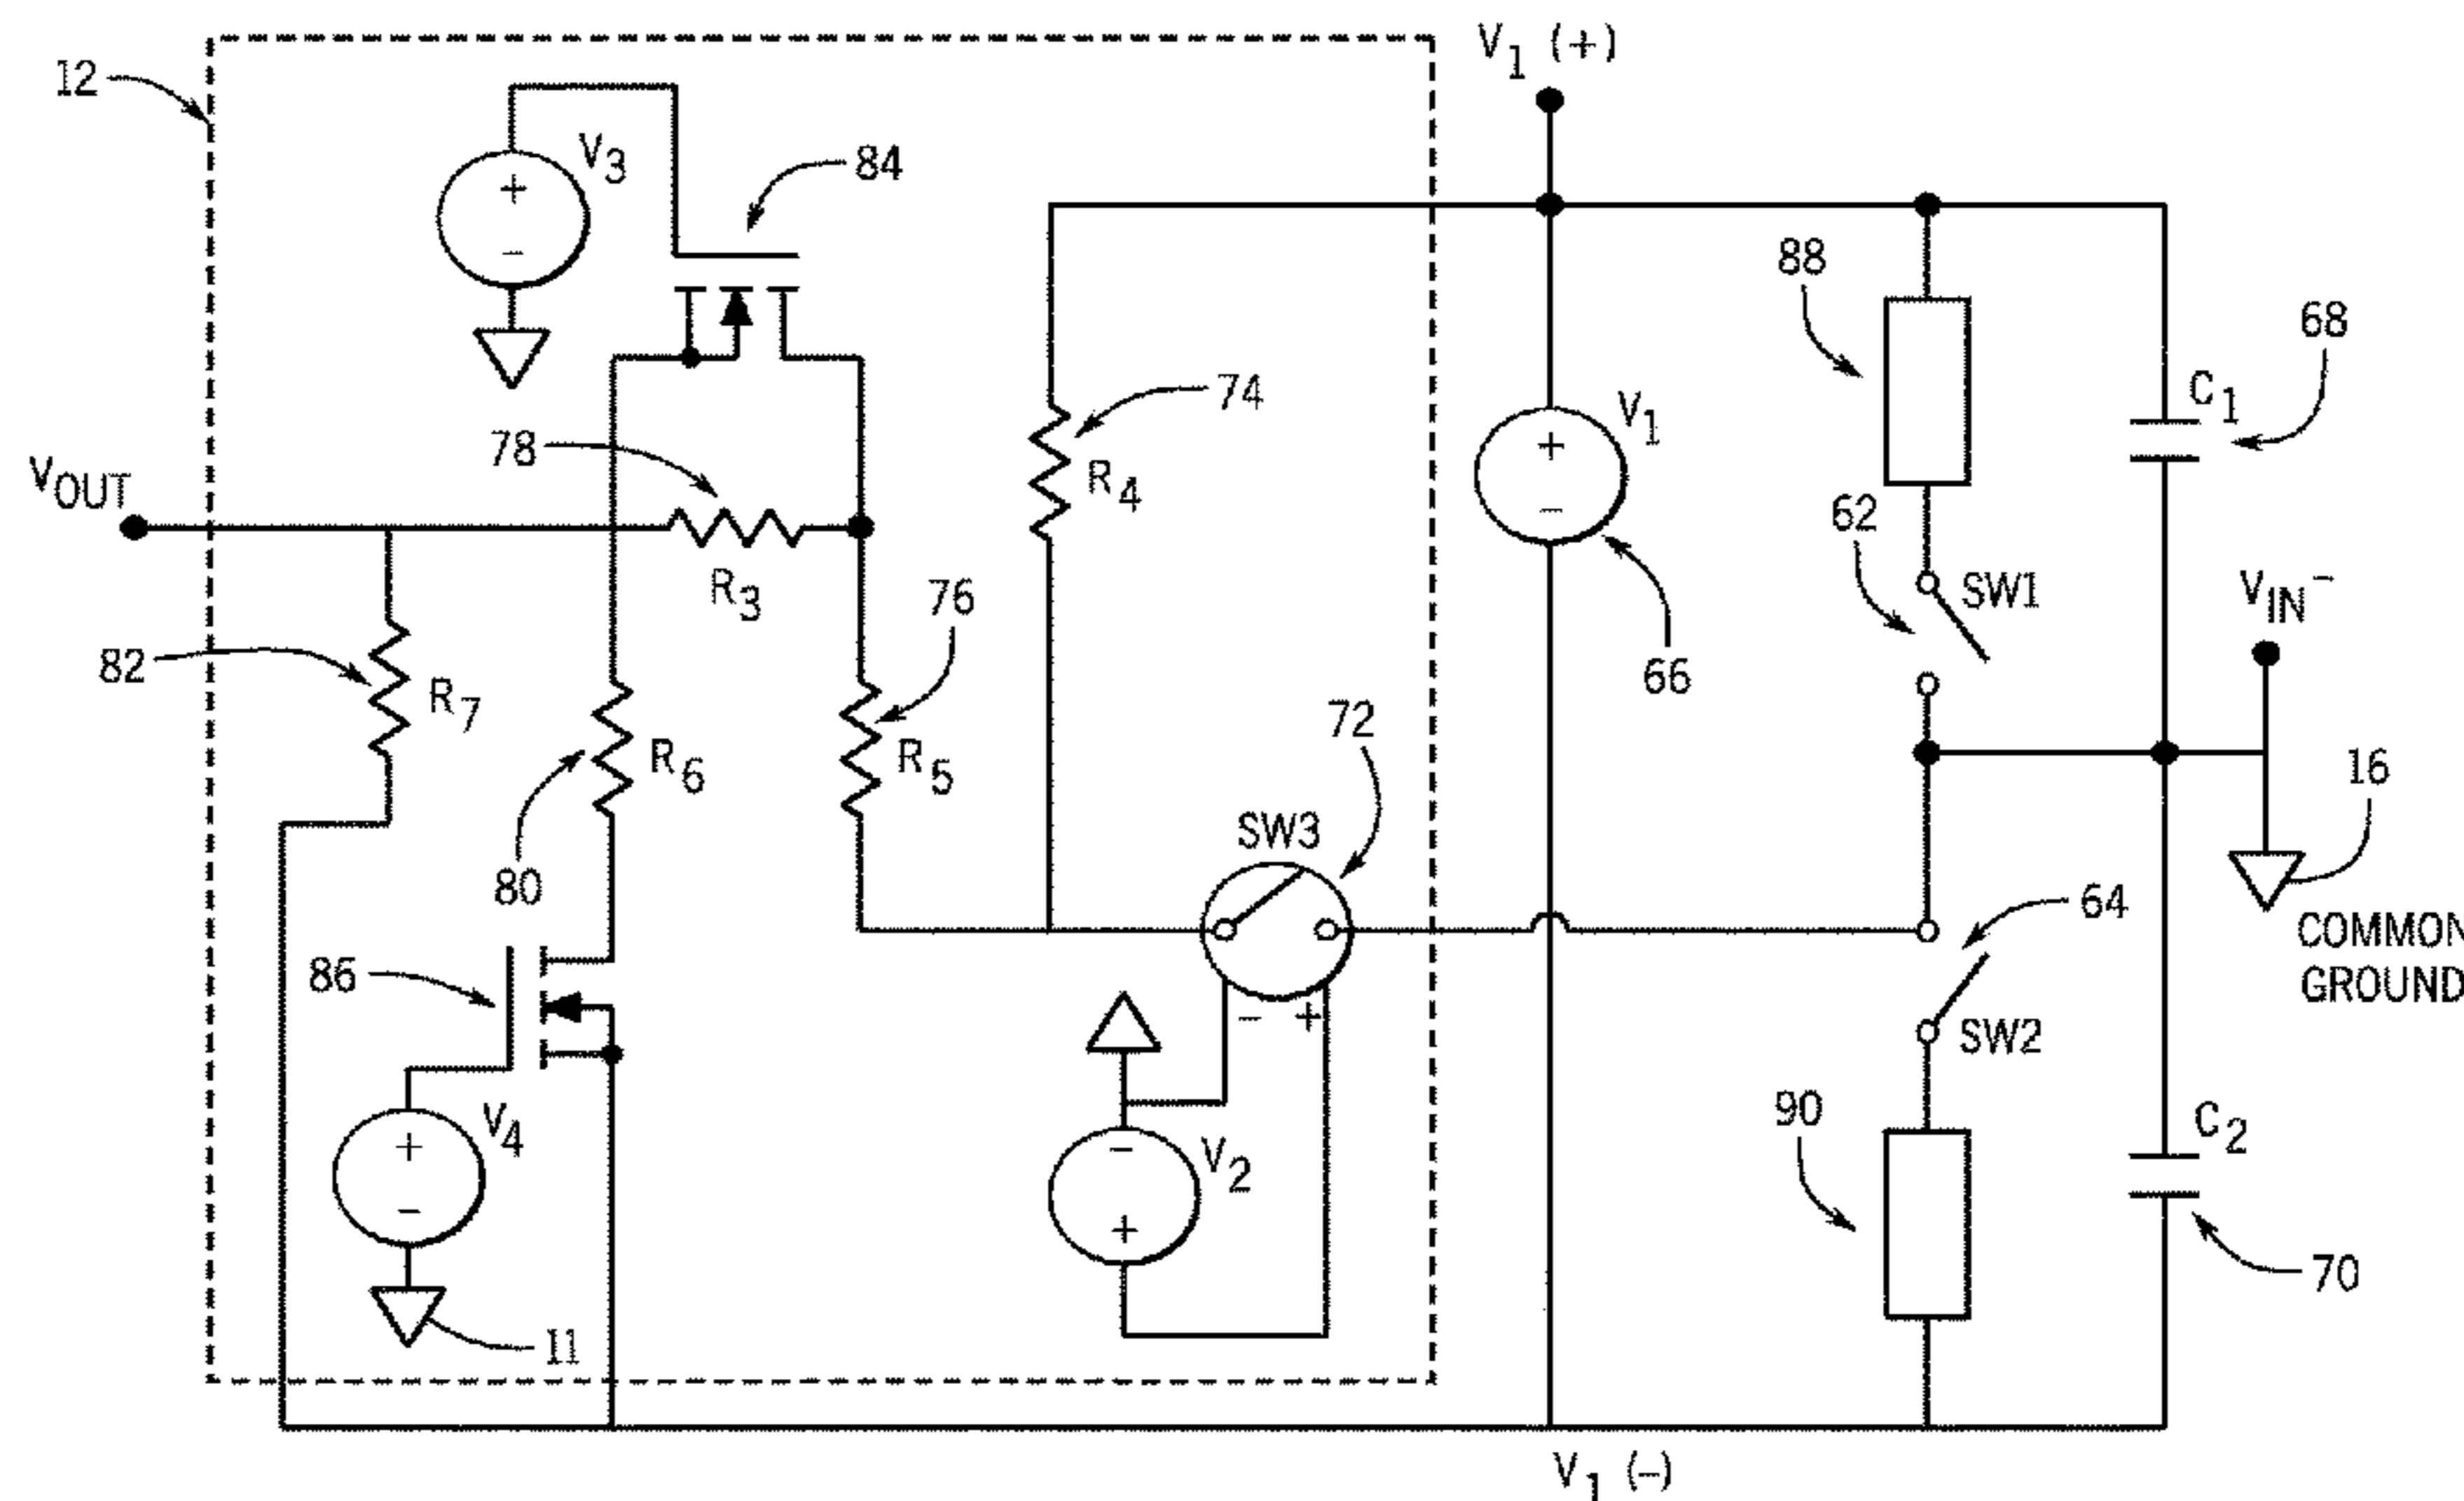 12
V1 (+)
V3
84
88
68
74
C1
V1
78
R4
VOUT
62
R3
SW1
VIN-
76
82
R7
66
72
R6
R5
16
SW3
80
64
COMMON
GROUND
86
- +
SW2
V4
V2
90
C2
70
11
V1 (-)
+
-
+
-
+
-
-
+